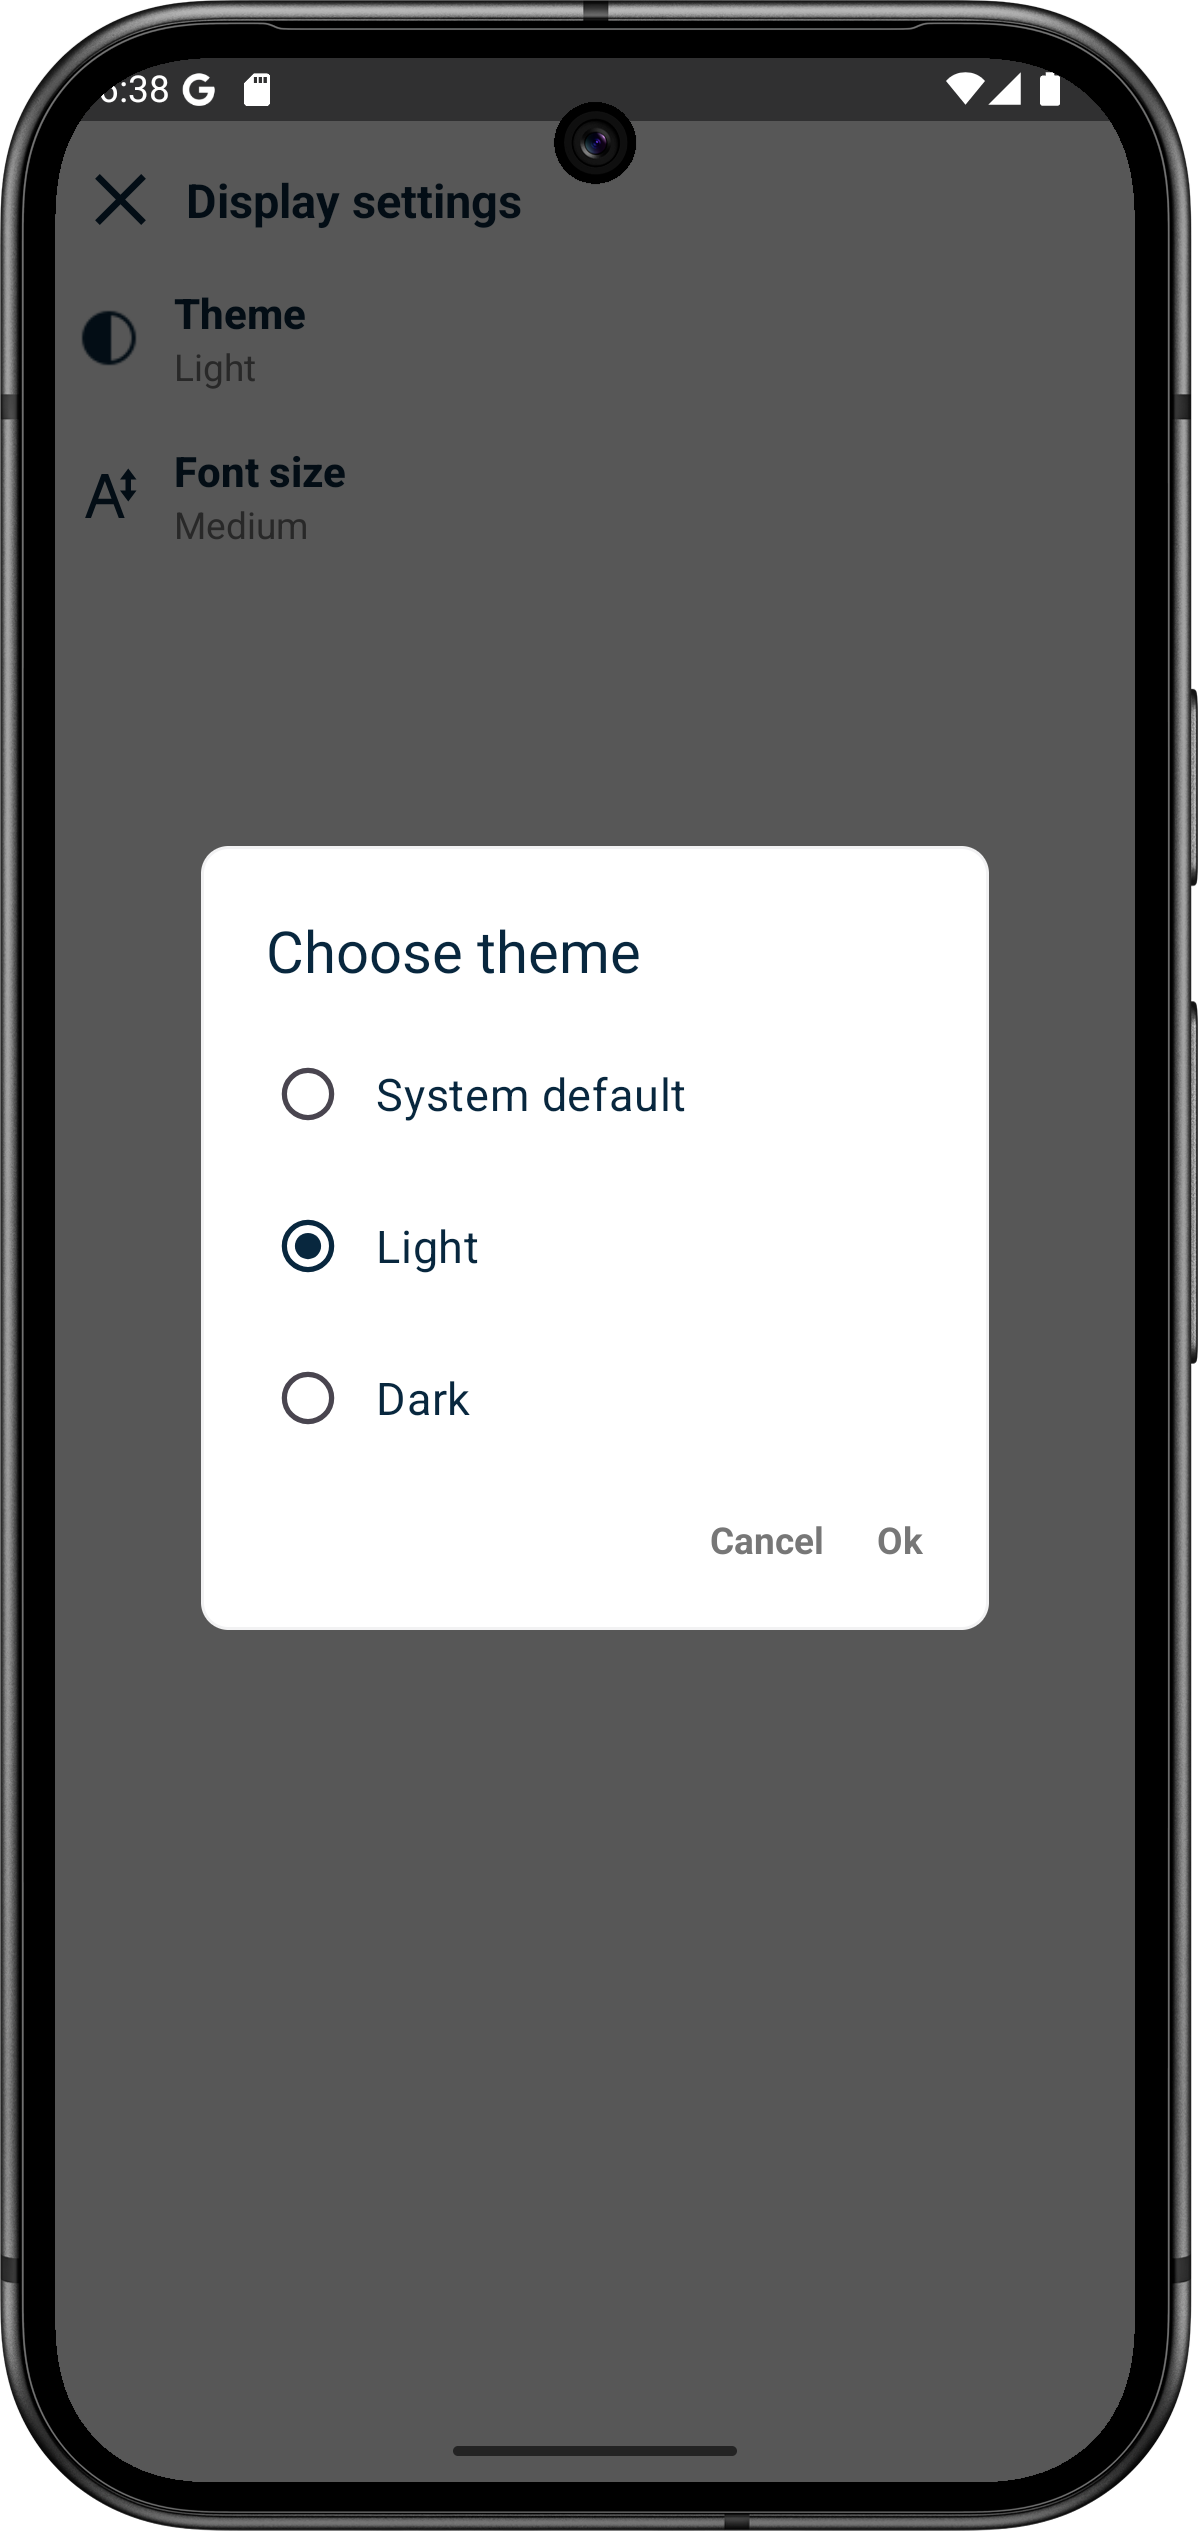 :38
Display settings
Theme
Light
Font size
Medium
Choose theme
System default
Light
Dark
Cancel Ok